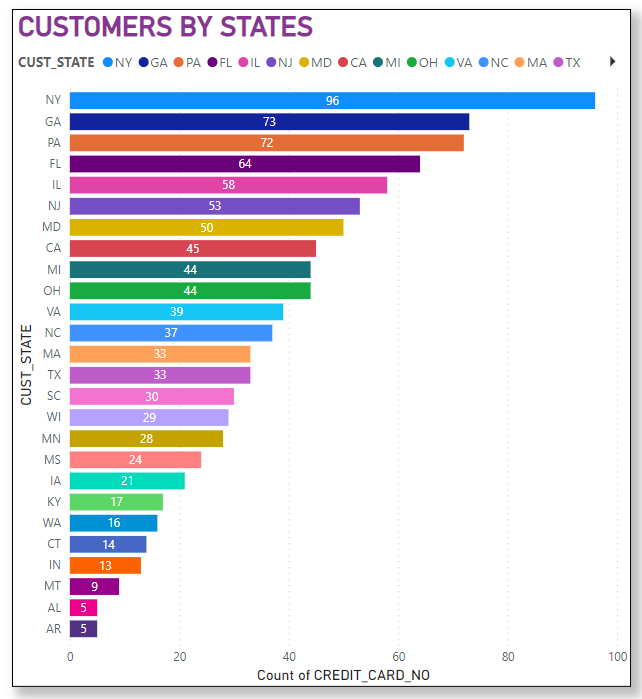 CUSTOMERS BY STATES
CUST_STATE NY GA PA FL IL NJ MD CA MI OH VA NC MA TX
NY 96
GA 73
PA 72
FL 64
IL 58
NJ 53
MD 50
CA 45
MI 44
OH 44
VA 39
NC 37
MA 33
TX 33
SC 30
WI 29
MN 28
MS 24
IA 21
KY 17
WA 16
CT 14
IN 13
MT 9
AL 5
AR 5
CUST_STATE
0 20 40 60 80 100
Count of CREDIT_CARD_NO